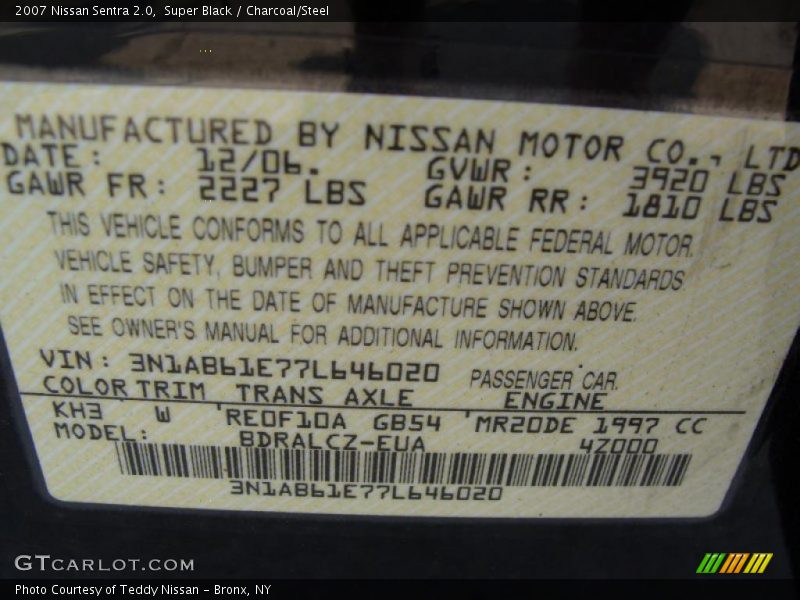 2007 Nissan Sentra 2.0, Super Black / Charcoal/Steel
MANUFACTURED BY NISSAN MOTOR CO., LTD
DATE: 12/06. GVWR: 3920 LBS
GAWR FR: 2227 LBS GAWR RR: 1810 LBS
THIS VEHICLE CONFORMS TO ALL APPLICABLE FEDERAL MOTOR
VEHICLE SAFETY, BUMPER AND THEFT PREVENTION STANDARDS
IN EFFECT ON THE DATE OF MANUFACTURE SHOWN ABOVE.
SEE OWNER'S MANUAL FOR ADDITIONAL INFORMATION.
VIN: 3N1AB61E77L646020 PASSENGER CAR.
COLOR TRIM TRANS AXLE ENGINE
KH3 W 'RE0F10A GB54 'MR20DE 1997 CC
MODEL: BDRALCZ-EUA 4Z000
3N1AB61E77L646020
GTCARLOT.COM
Photo Courtesy of Teddy Nissan - Bronx, NY